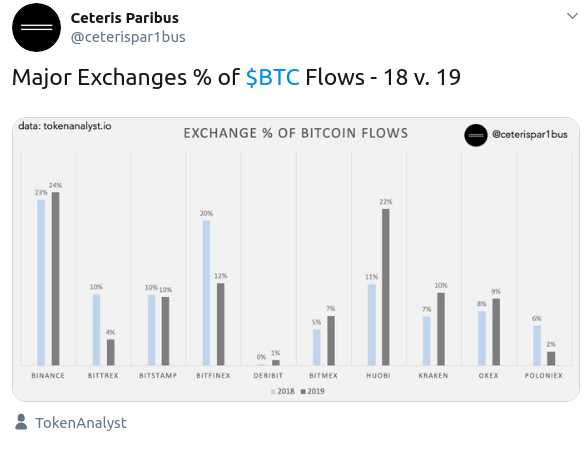 Ceteris Paribus
@ceterispar1bus
Major Exchanges % of $BTC Flows - 18 v. 19
data: tokenanalyst.io
EXCHANGE % OF BITCOIN FLOWS
@ceterispar1bus
23% 24%
10% 4%
10% 10%
20% 12%
0% 1%
5% 7%
11% 22%
7% 10%
8% 9%
6% 2%
BINANCE BITTREX BITSTAMP BITFINEX DERIBIT BITMEX HUOBI KRAKEN OKEX POLONIEX
2018 2019
TokenAnalyst